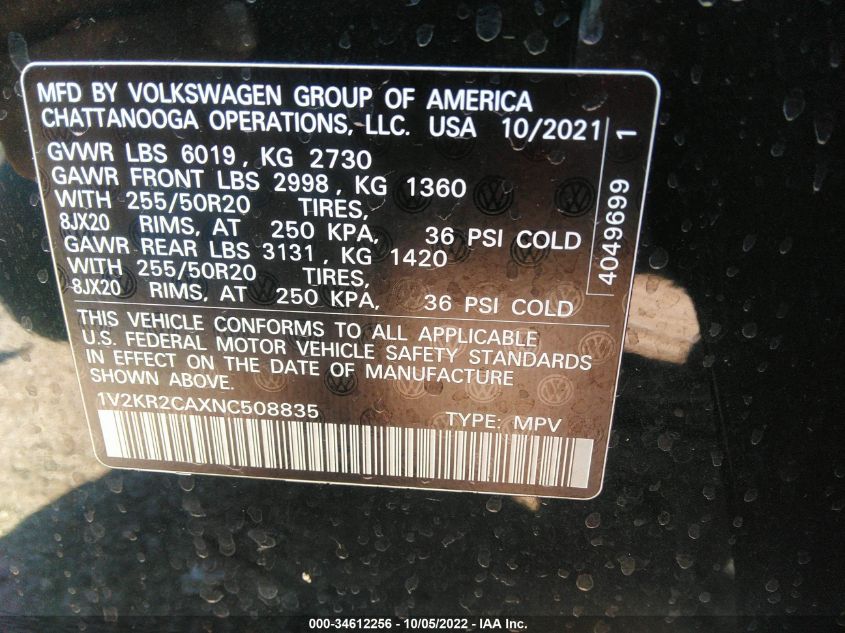 MFD BY VOLKSWAGEN GROUP OF AMERICA
CHATTANOOGA OPERATIONS, LLC. USA 10/2021
GVWR LBS 6019, KG 2730
GAWR FRONT LBS 2998, KG 1360
WITH 255/50R20 TIRES,
8JX20 RIMS, AT 250 KPA, 36 PSI COLD
GAWR REAR LBS 3131, KG 1420
WITH 255/50R20 TIRES,
8JX20 RIMS, AT 250 KPA, 36 PSI COLD
4049699 1
THIS VEHICLE CONFORMS TO ALL APPLICABLE
U.S. FEDERAL MOTOR VEHICLE SAFETY STANDARDS
IN EFFECT ON THE DATE OF MANUFACTURE
SHOWN ABOVE.
1V2KR2CAXNC508835 TYPE: MPV
000-34612256 - 10/05/2022 - IAA Inc.